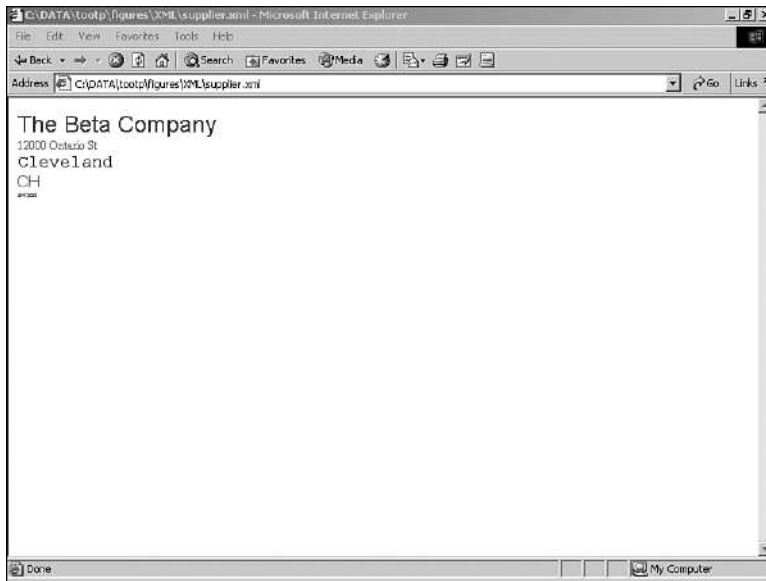 C:\DATA\tootp\figures\XML\supplier.xml - Microsoft Internet Explorer
File Edit View Favorites Tools Help
Back Search Favorites Media
Address C:\DATA\tootp\figures\XML\supplier.xml Go Links
The Beta Company
12000 Ontario St
Cleveland
OH
Done My Computer